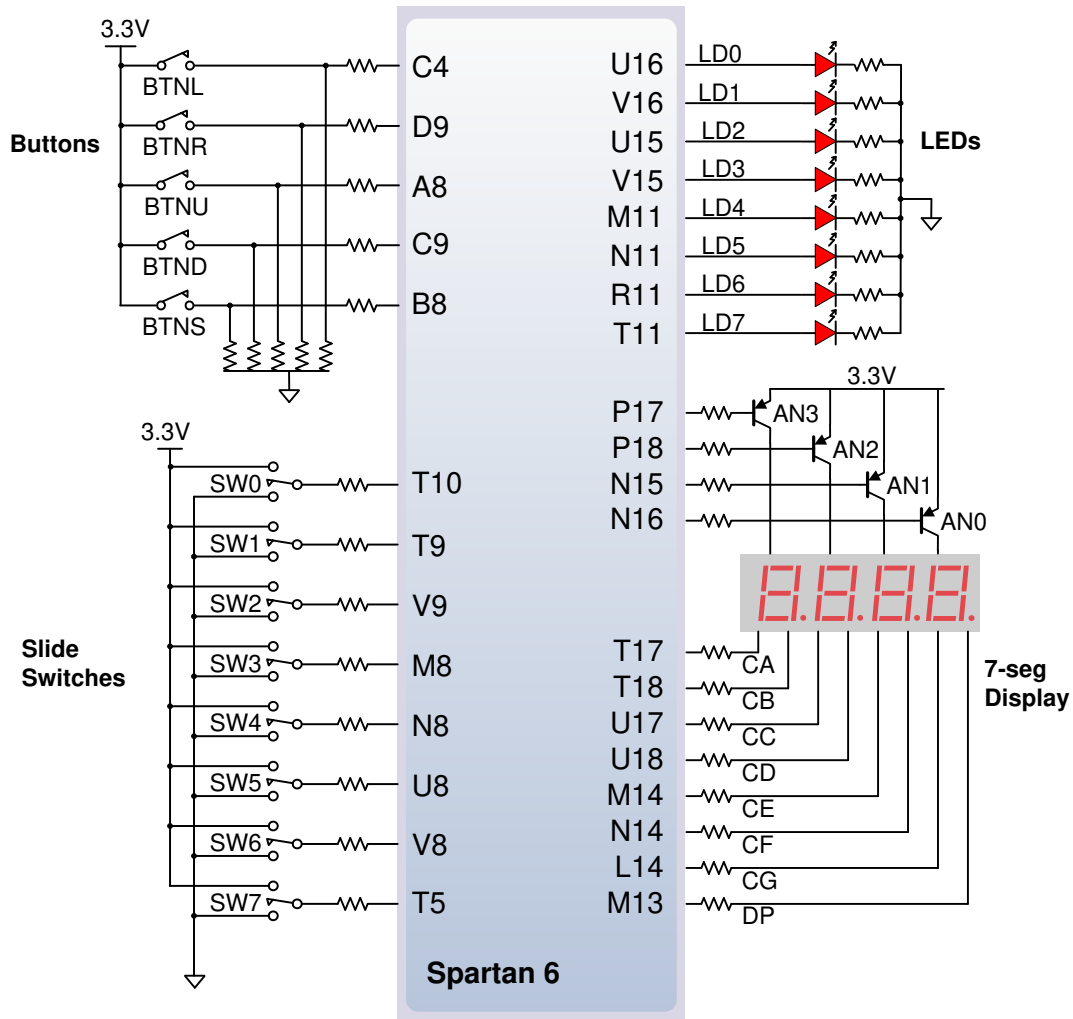 3.3V
BTNL
BTNR
BTNU
BTND
BTNS
Buttons
C4
D9
A8
C9
B8
3.3V
SW0
SW1
SW2
SW3
SW4
SW5
SW6
SW7
Slide
Switches
T10
T9
V9
M8
N8
U8
V8
T5
Spartan 6
U16
V16
U15
V15
M11
N11
R11
T11
LD0
LD1
LD2
LD3
LD4
LD5
LD6
LD7
LEDs
3.3V
P17
P18
N15
N16
AN3
AN2
AN1
AN0
8.8.8.8.
T17
T18
U17
U18
M14
N14
L14
M13
CA
CB
CC
CD
CE
CF
CG
DP
7-seg
Display